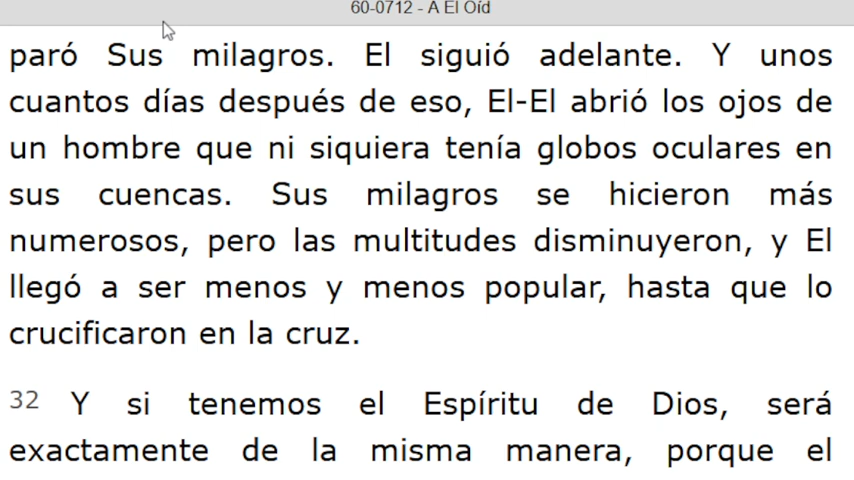 60-0712 - A El Oíd
paró Sus milagros. El siguió adelante. Y unos
cuantos días después de eso, El-El abrió los ojos de
un hombre que ni siquiera tenía globos oculares en
sus cuencas. Sus milagros se hicieron más
numerosos, pero las multitudes disminuyeron, y El
llegó a ser menos y menos popular, hasta que lo
crucificaron en la cruz.
32 Y si tenemos el Espíritu de Dios, será
exactamente de la misma manera, porque el